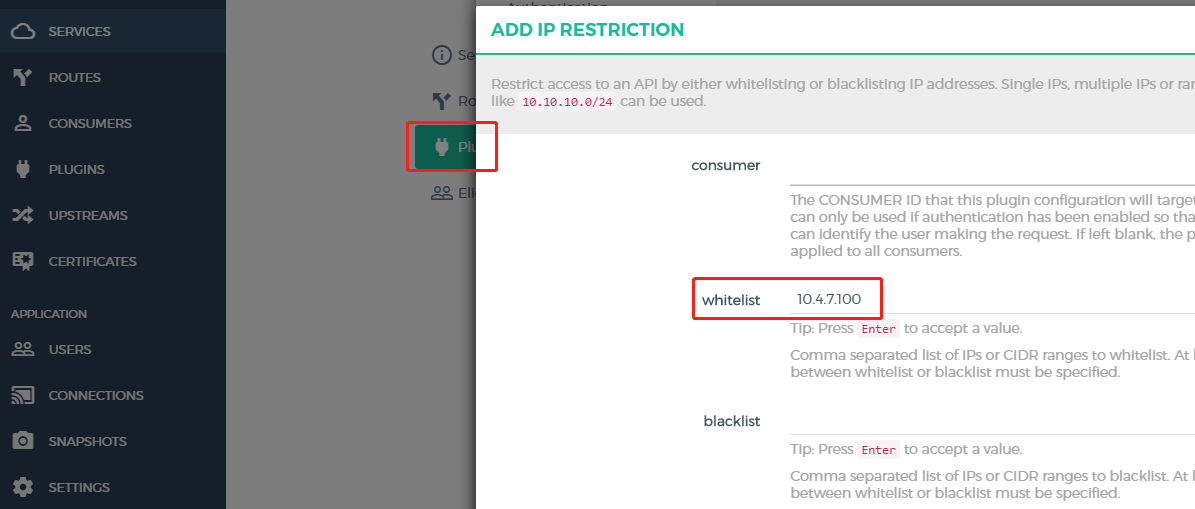 SERVICES
ROUTES
CONSUMERS
PLUGINS
UPSTREAMS
CERTIFICATES
APPLICATION
USERS
CONNECTIONS
SNAPSHOTS
SETTINGS
Authentication
Se
Ro
Plu
Eli
ADD IP RESTRICTION
Restrict access to an API by either whitelisting or blacklisting IP addresses. Single IPs, multiple IPs or ran
like 10.10.10.0/24 can be used.
consumer
The CONSUMER ID that this plugin configuration will target
can only be used if authentication has been enabled so tha
can identify the user making the request. If left blank, the p
applied to all consumers.
whitelist 10.4.7.100
Tip: Press Enter to accept a value.
Comma separated list of IPs or CIDR ranges to whitelist. At l
between whitelist or blacklist must be specified.
blacklist
Tip: Press Enter to accept a value.
Comma separated list of IPs or CIDR ranges to blacklist. At l
between whitelist or blacklist must be specified.